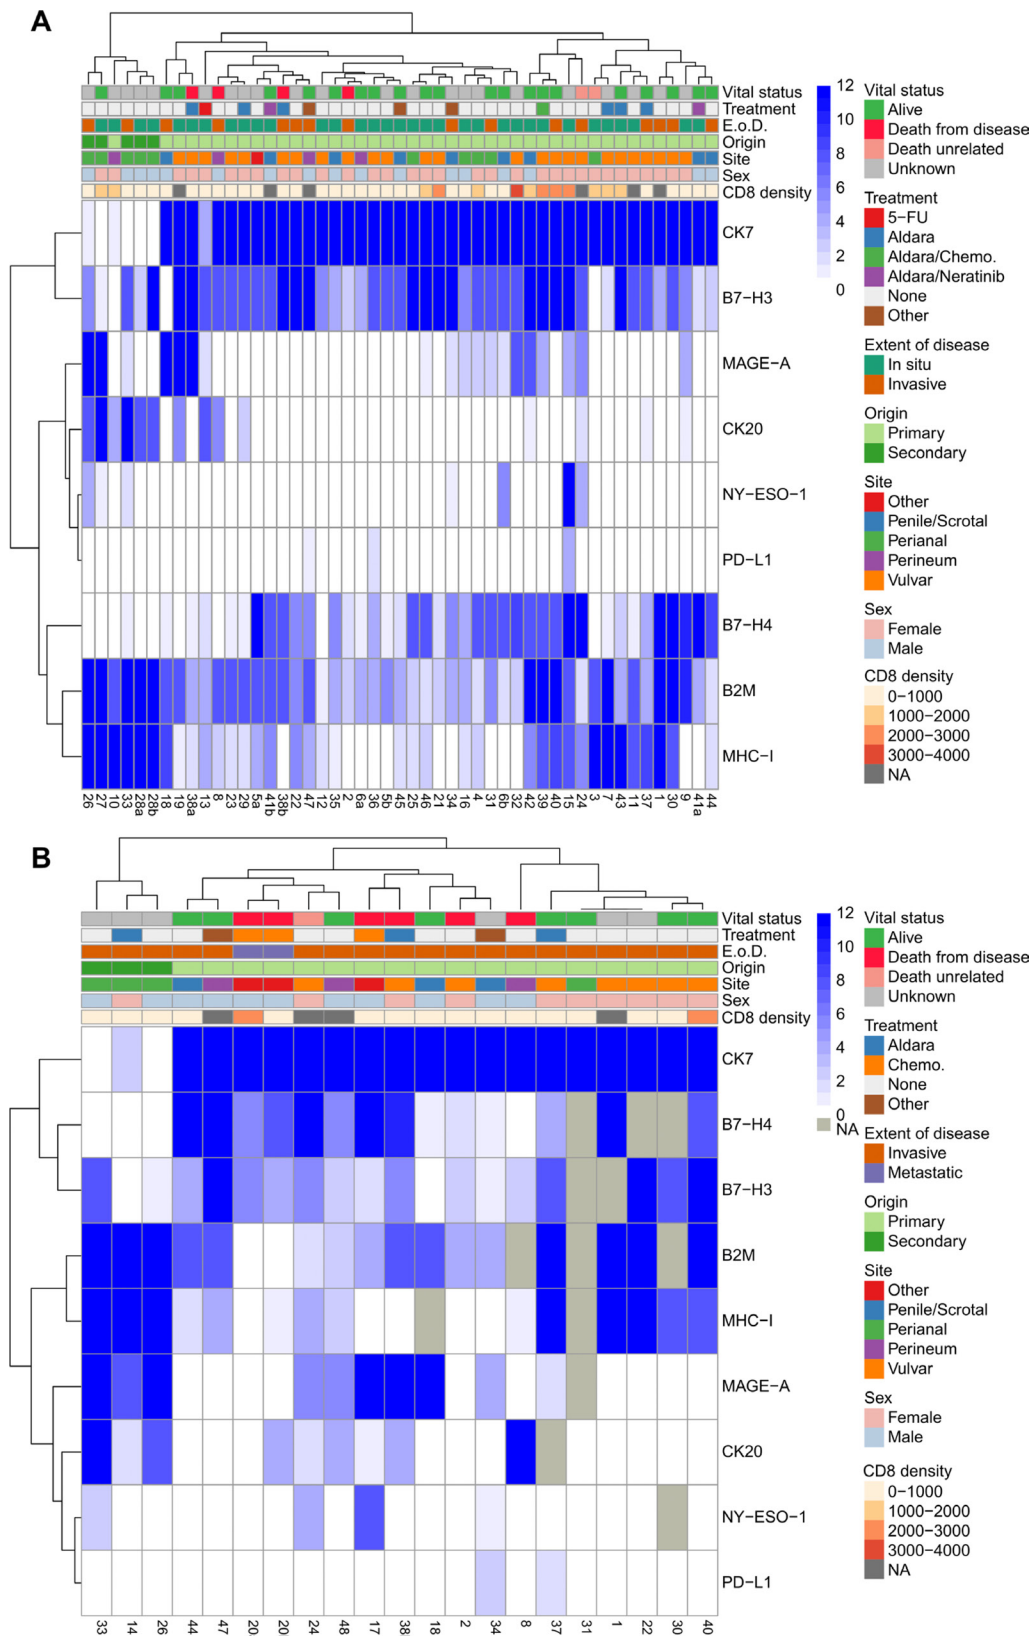 A
Vital status
Treatment
E.o.D.
Origin
Site
Sex
CD8 density
CK7
B7-H3
MAGE-A
CK20
NY-ESO-1
PD-L1
B7-H4
B2M
MHC-I
26 27 10 33 28a 28b 18 19 38a 13 8 23 29 5a 41b 38b 20 47 12 35 2 6a 36 5b 45 25 46 21 34 16 4 31 6b 32 42 39 40 15 24 3 7 43 11 37 1 30 9 41a 44
12
10
8
6
4
2
0
Vital status
Alive
Death from disease
Death unrelated
Unknown
Treatment
5-FU
Aldara
Aldara/Chemo.
Aldara/Neratinib
None
Other
Extent of disease
In situ
Invasive
Origin
Primary
Secondary
Site
Other
Penile/Scrotal
Perianal
Perineum
Vulvar
Sex
Female
Male
CD8 density
0-1000
1000-2000
2000-3000
3000-4000
NA
B
Vital status
Treatment
E.o.D.
Origin
Site
Sex
CD8 density
CK7
B7-H4
B7-H3
B2M
MHC-I
MAGE-A
CK20
NY-ESO-1
PD-L1
33 14 26 44 47 20 20 24 48 17 38 18 2 34 8 37 31 1 22 30 40
12
10
8
6
4
2
0
NA
Vital status
Alive
Death from disease
Death unrelated
Unknown
Treatment
Aldara
Chemo.
None
Other
Extent of disease
Invasive
Metastatic
Origin
Primary
Secondary
Site
Other
Penile/Scrotal
Perianal
Perineum
Vulvar
Sex
Female
Male
CD8 density
0-1000
1000-2000
2000-3000
3000-4000
NA